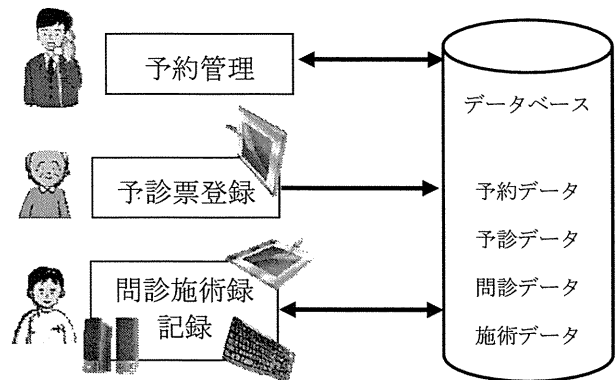 予約管理
データベース
予診票登録
予約データ
予診データ
問診施術録
記録
問診データ
施術データ